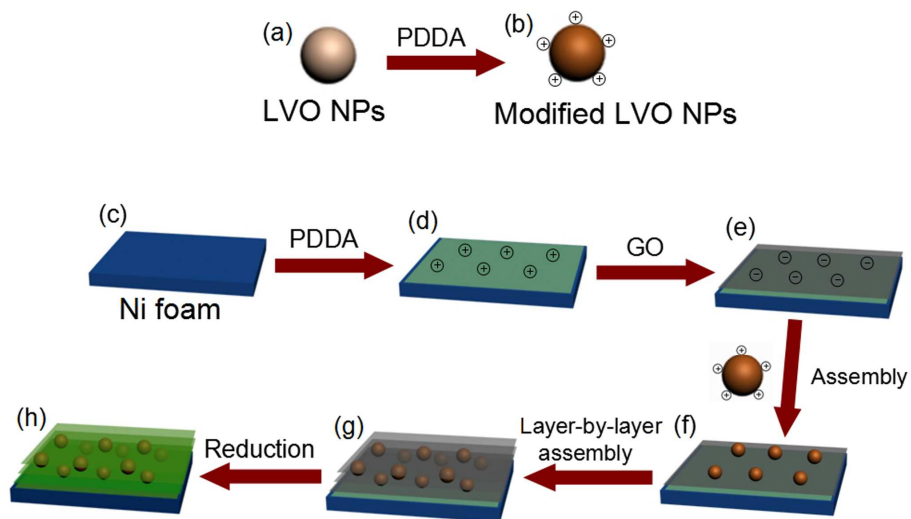 (a)
PDDA
(b)
LVO NPs
Modified LVO NPs
(c)
PDDA
(d)
GO
(e)
Ni foam
Assembly
(h)
Reduction
(g)
Layer-by-layer
assembly
(f)